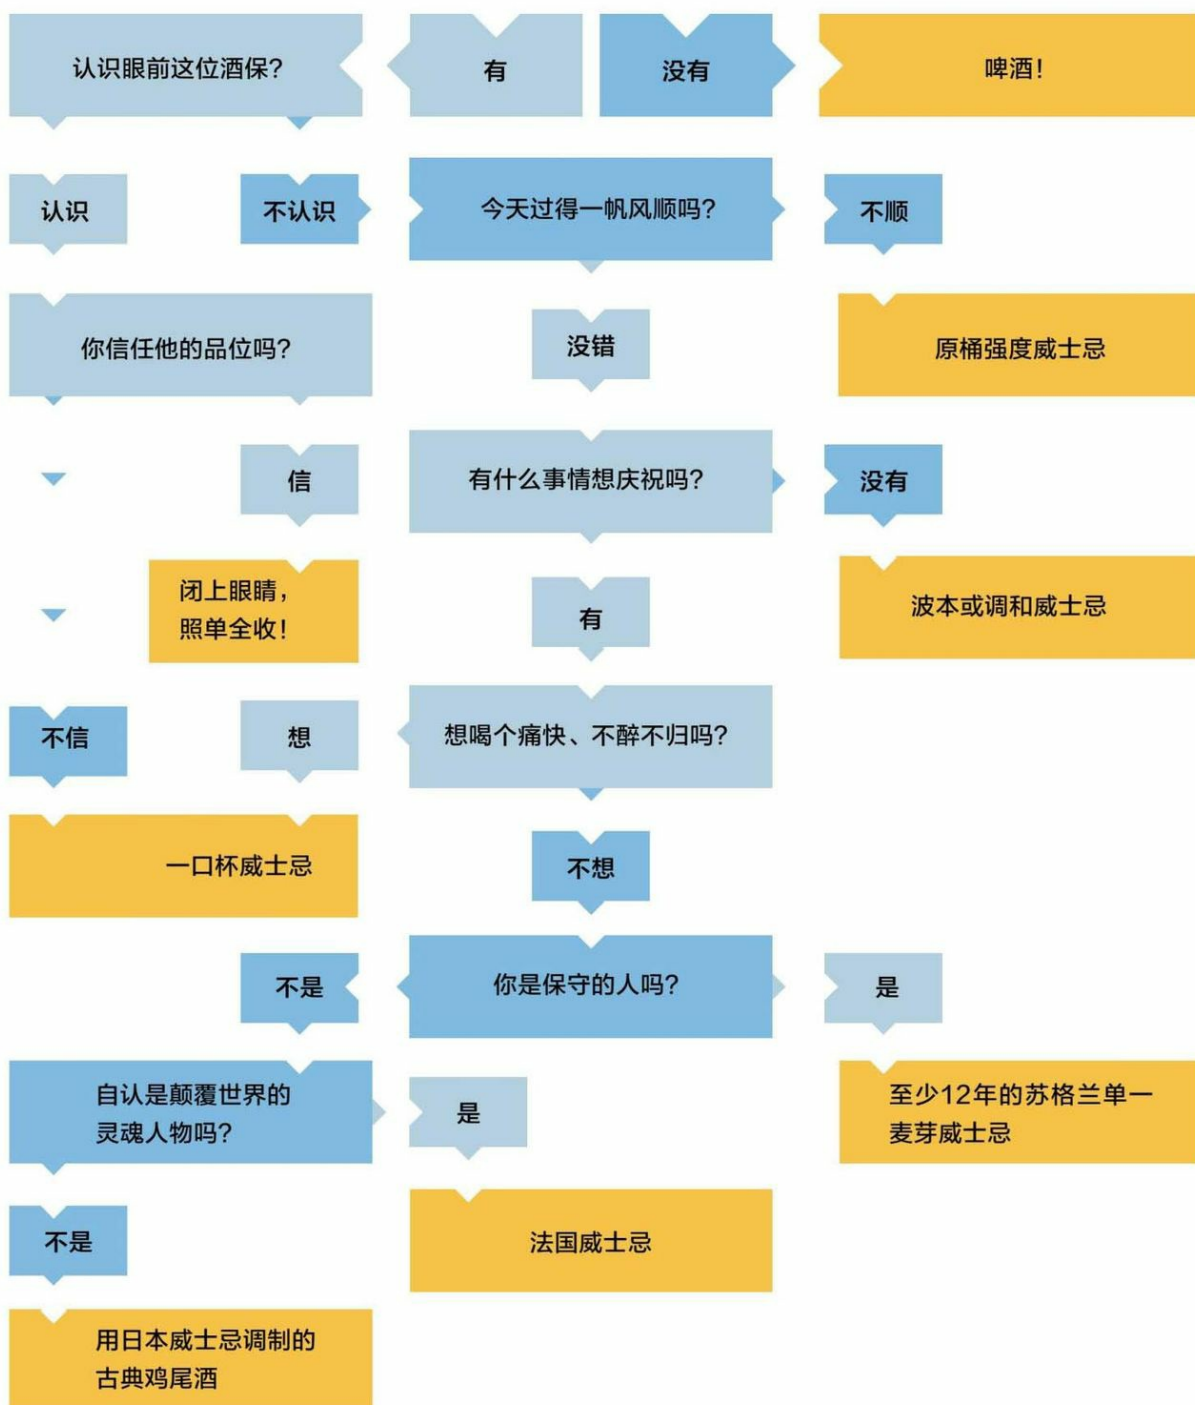 认识眼前这位酒保?
有
没有
啤酒!
认识
不认识
今天过得一帆风顺吗?
不顺
你信任他的品位吗?
没错
原桶强度威士忌
信
有什么事情想庆祝吗?
没有
闭上眼睛,
照单全收!
有
波本或调和威士忌
不信
想
想喝个痛快、不醉不归吗?
一口杯威士忌
不想
不是
你是保守的人吗?
是
自认是颠覆世界的
灵魂人物吗?
是
至少12年的苏格兰单一
麦芽威士忌
不是
法国威士忌
用日本威士忌调制的
古典鸡尾酒